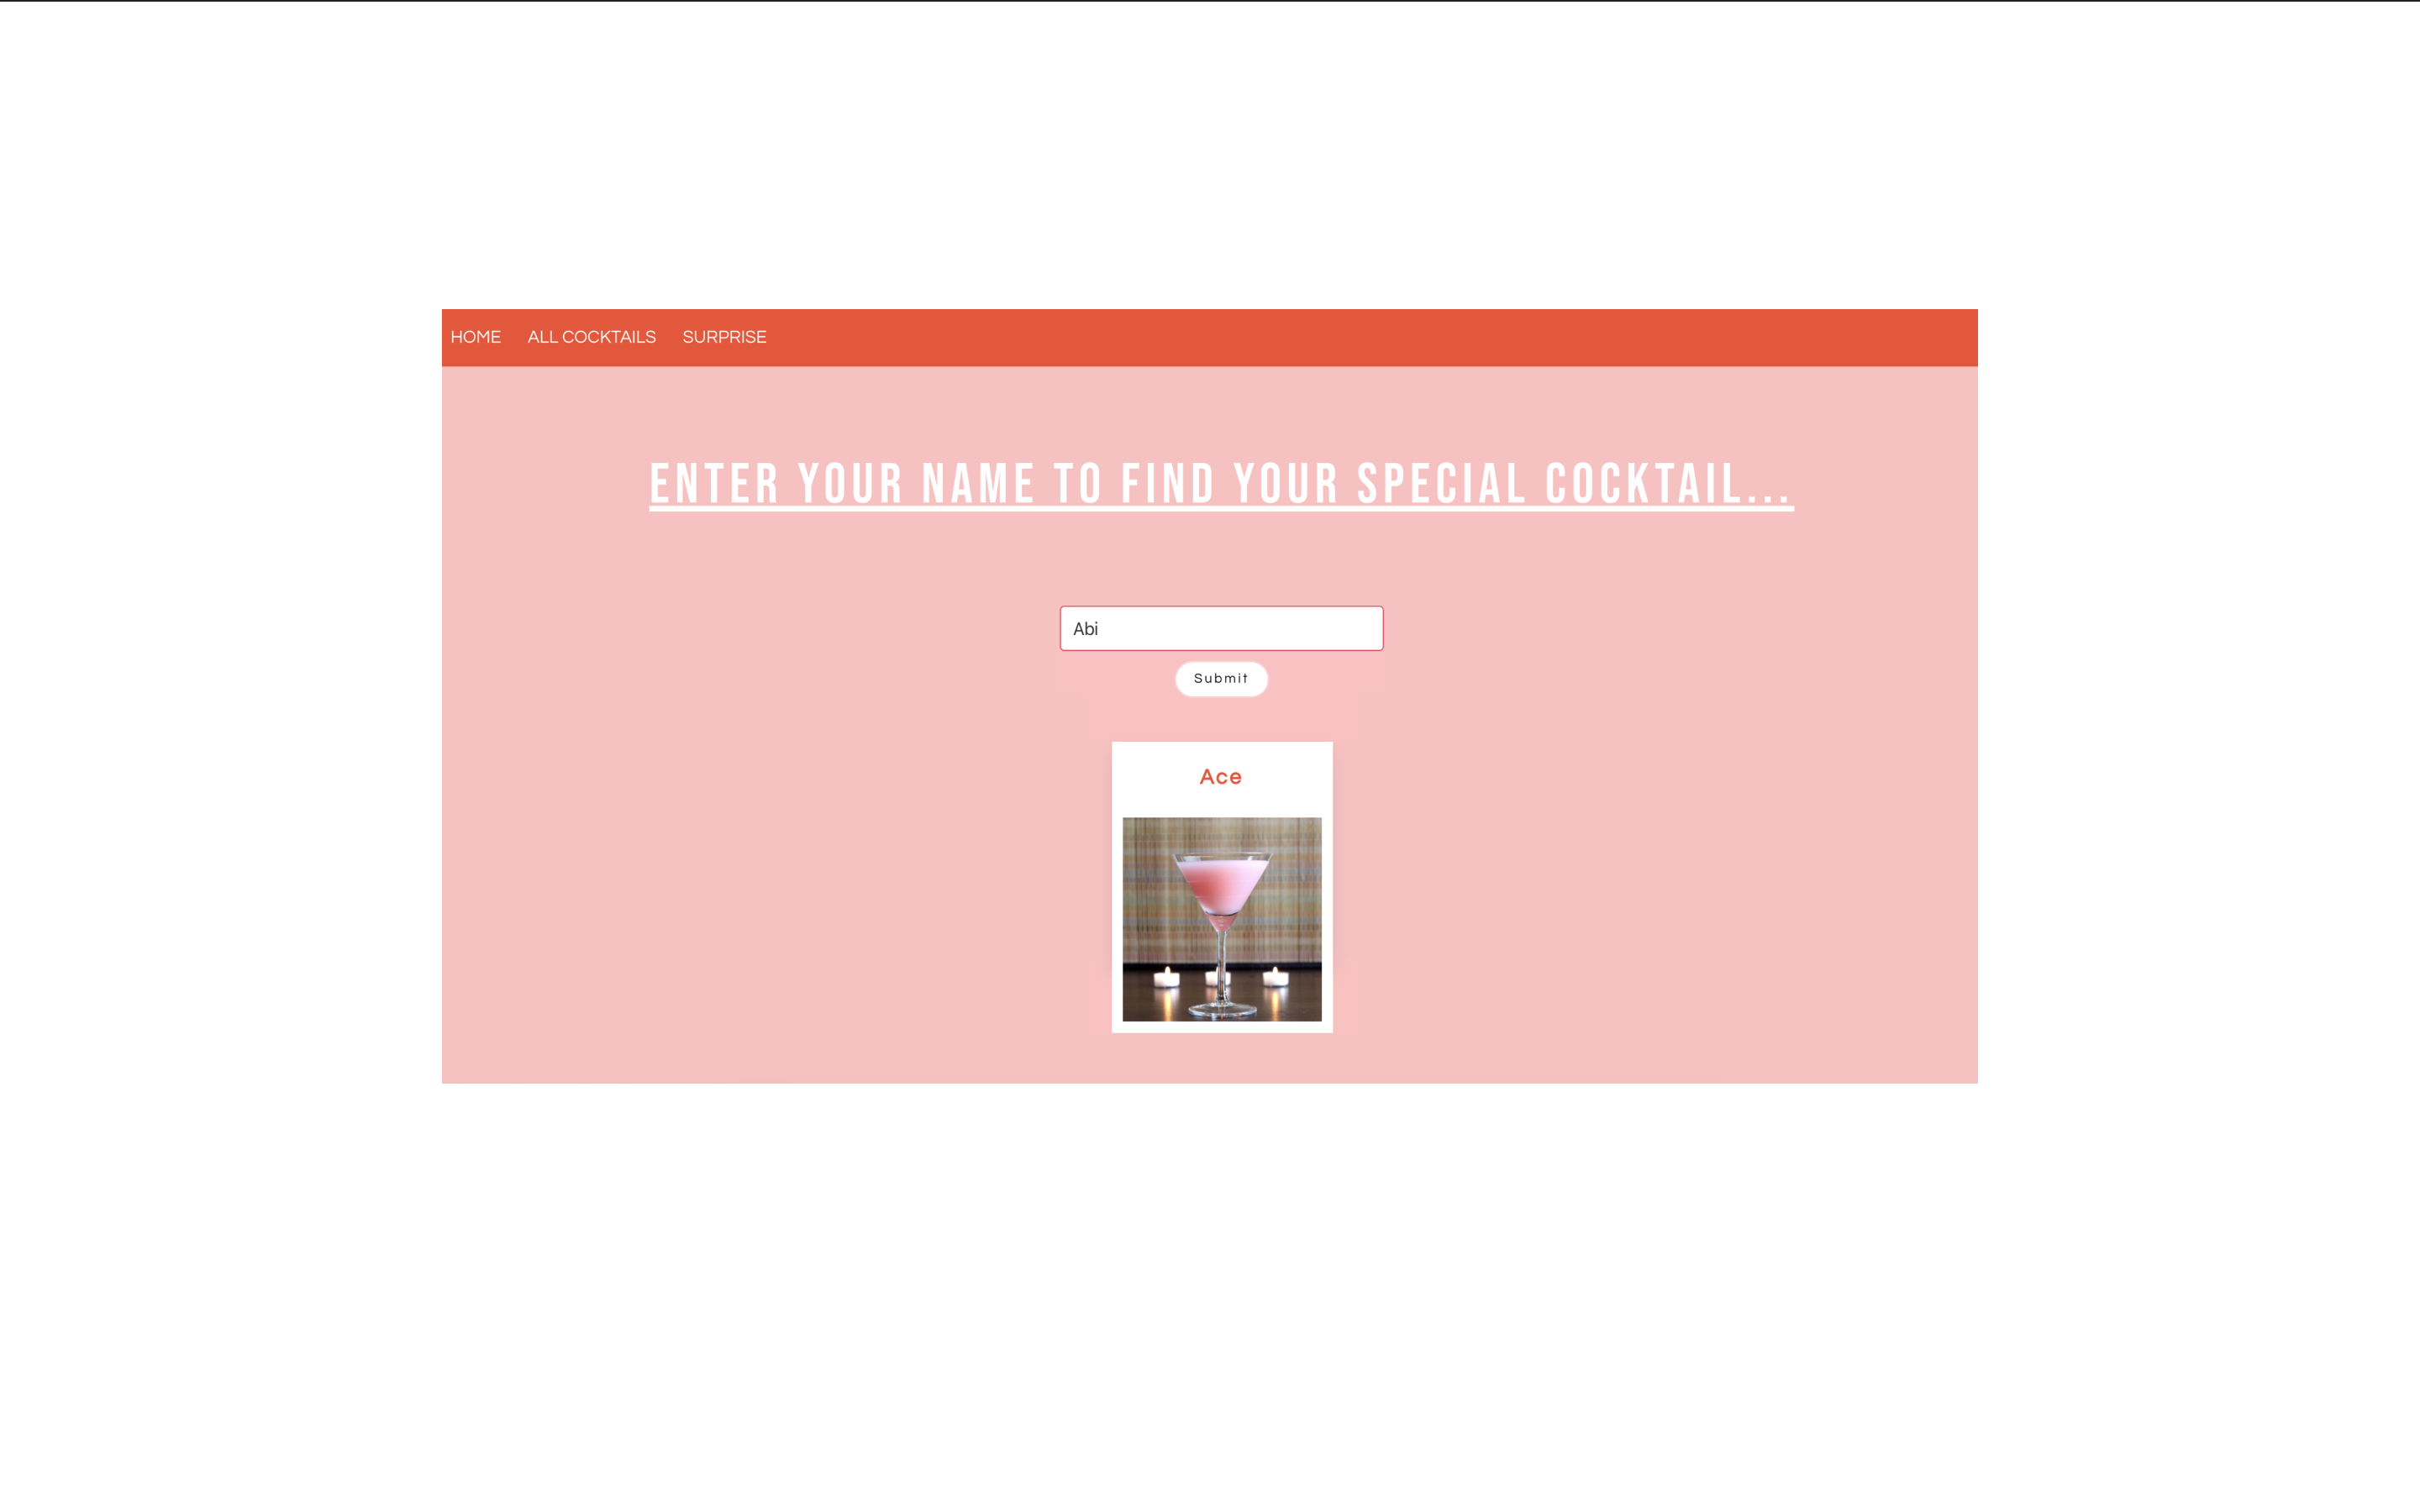 HOME ALL COCKTAILS SURPRISE
ENTER YOUR NAME TO FIND YOUR SPECIAL COCKTAIL...
Abi
Submit
Ace